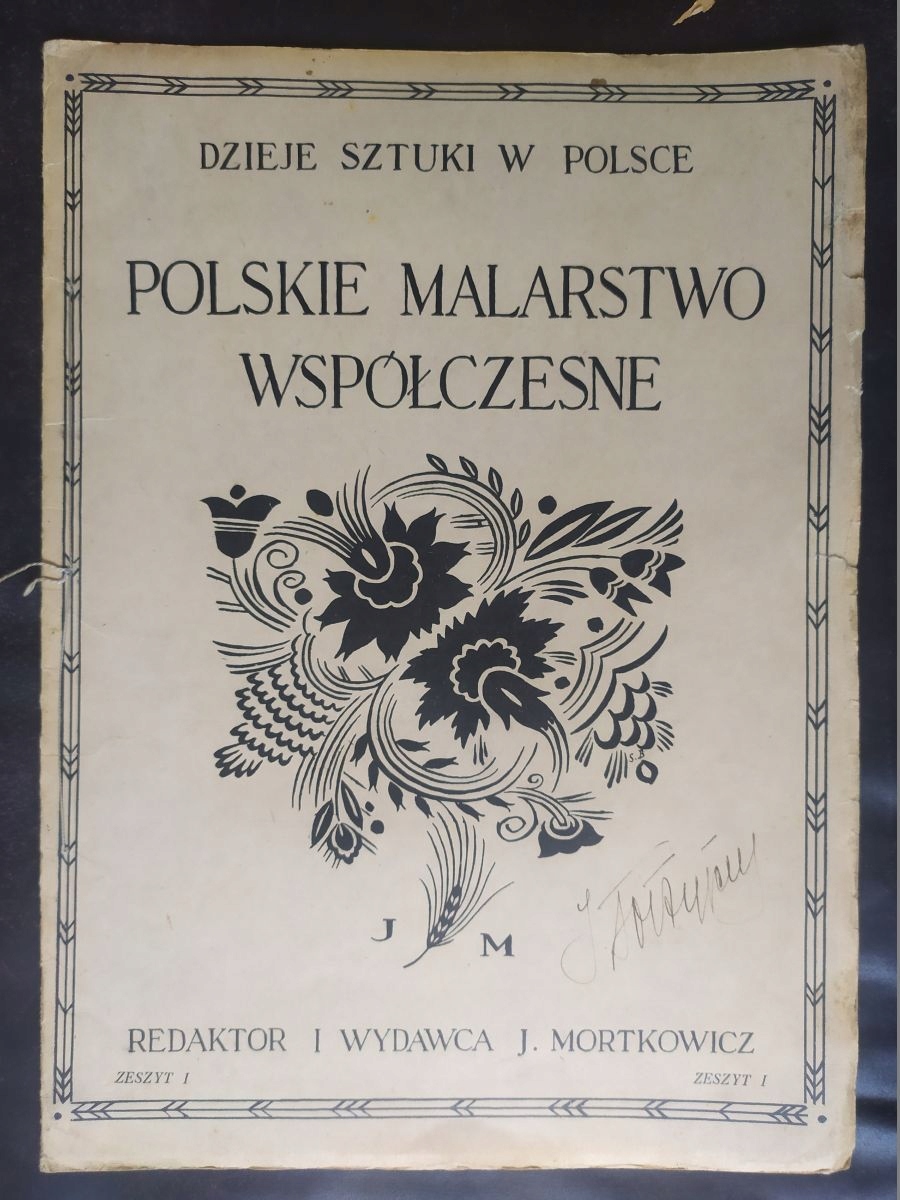 DZIEJE SZTUKI W POLSCE
POLSKIE MALARSTWO
WSPÓŁCZESNE
S.B
J M
REDAKTOR I WYDAWCA J. MORTKOWICZ
ZESZYT I ZESZYT I